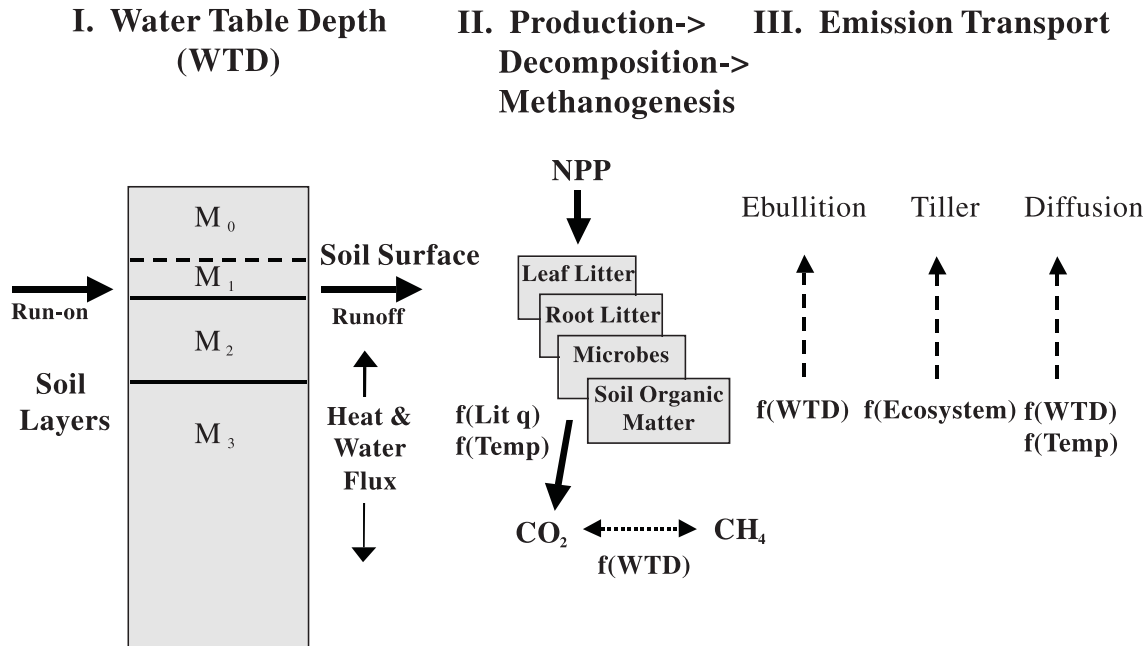 I. Water Table Depth
(WTD)
II. Production->
Decomposition->
Methanogenesis
III. Emission Transport
M0
M1
M2
M3
Run-on
Soil
Layers
Soil Surface
Runoff
Heat &
Water
Flux
NPP
Leaf Litter
Root Litter
Microbes
Soil Organic
Matter
f(Lit q)
f(Temp)
CO2
CH4
f(WTD)
Ebullition
Tiller
Diffusion
f(WTD)
f(Ecosystem)
f(WTD)
f(Temp)